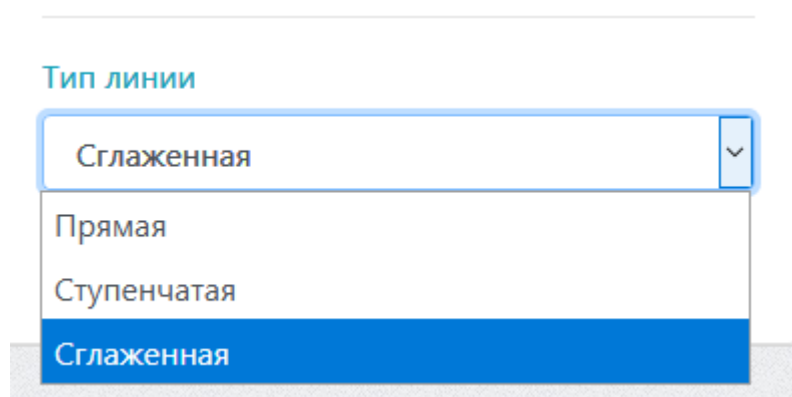 Тип линии
Сглаженная
Прямая
Ступенчатая
Сглаженная